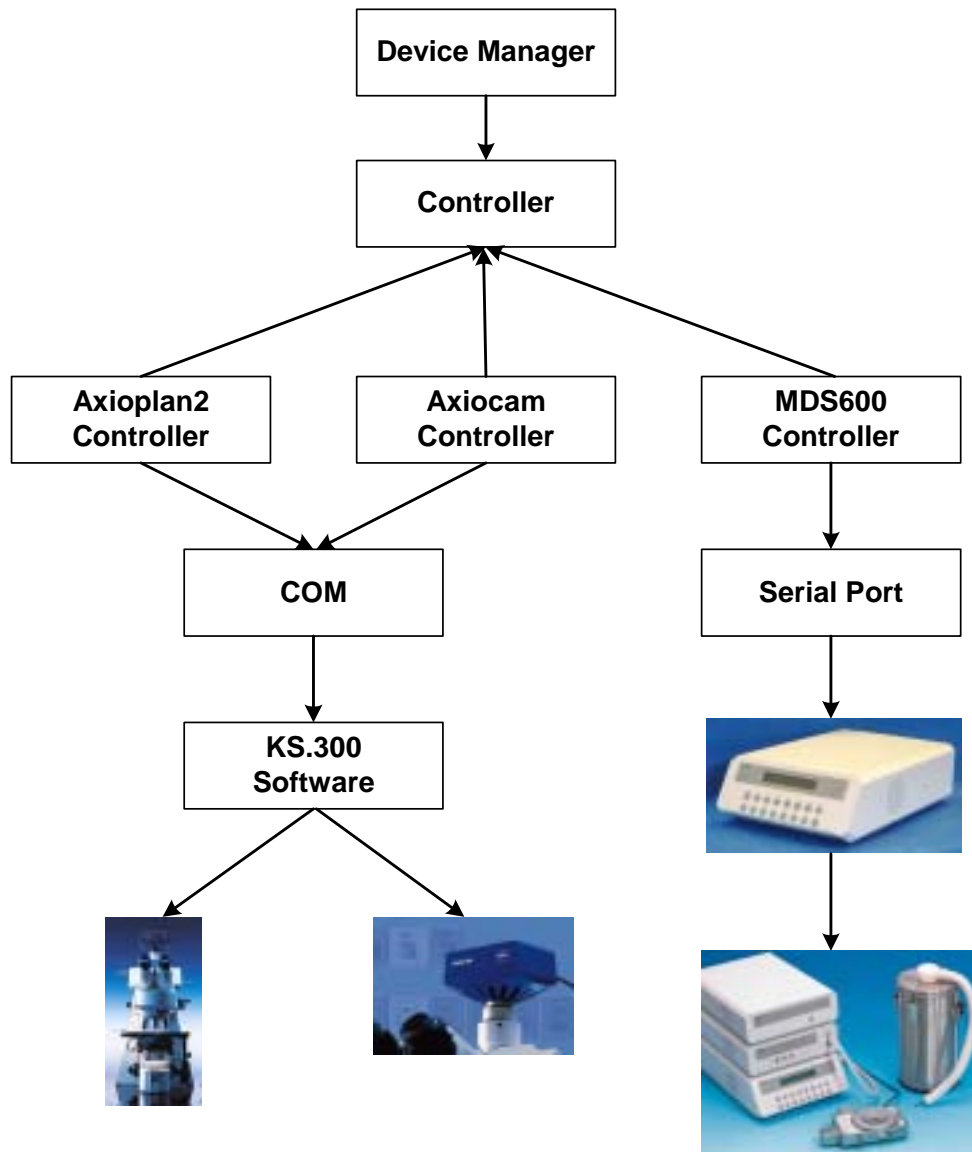 Device Manager
Controller
Axioplan2
Controller
Axiocam
Controller
MDS600
Controller
COM
Serial Port
KS.300
Software